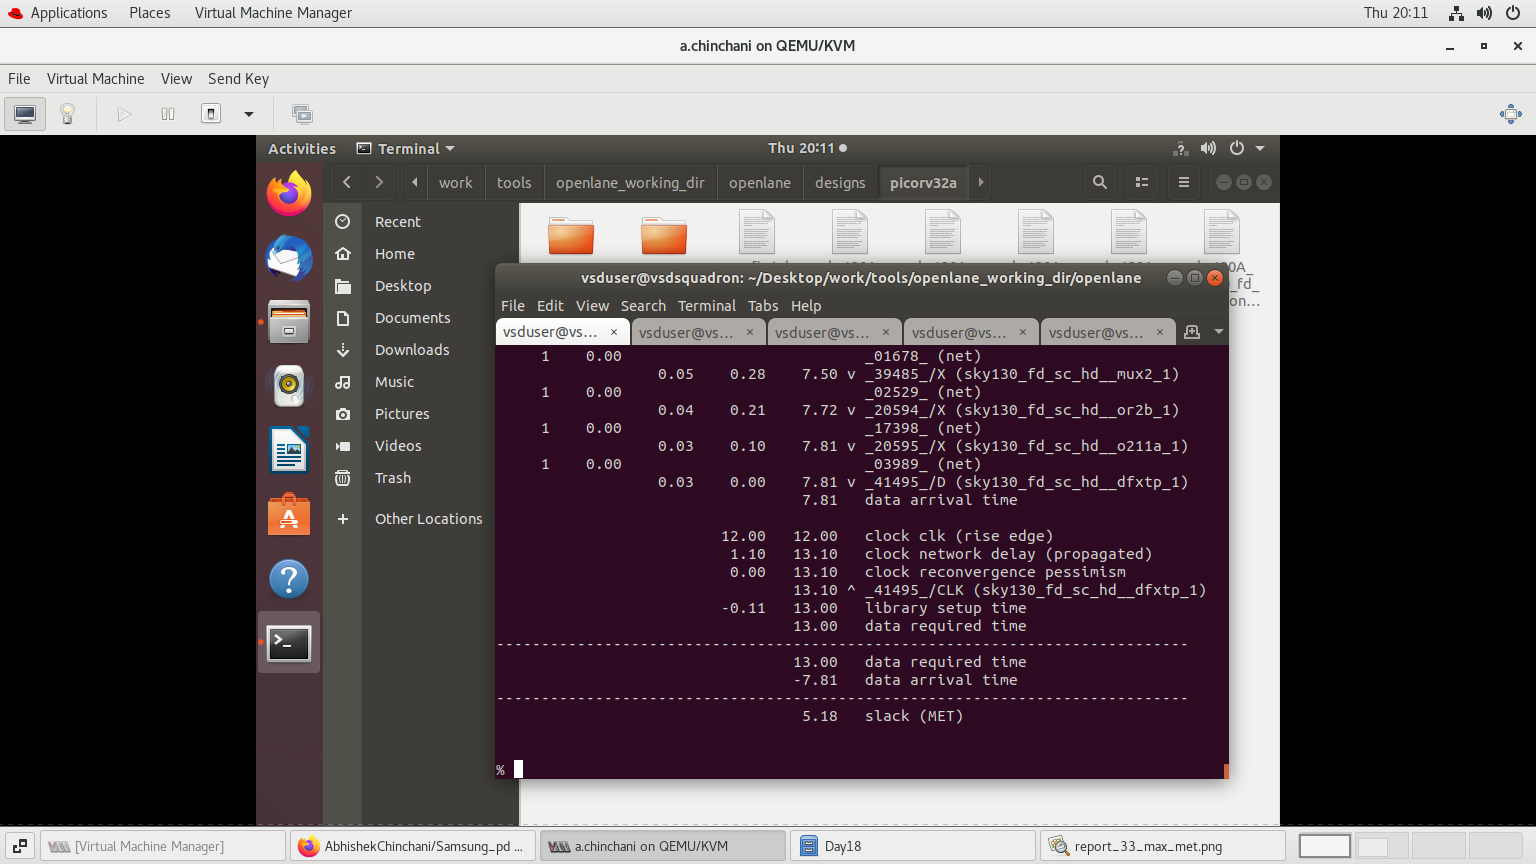 Applications Places Virtual Machine Manager Thu 20:11
a.chinchani on QEMU/KVM
File Virtual Machine View Send Key
Activities Terminal Thu 20:11
work tools openlane_working_dir openlane designs picorv32a
Recent
Home
Desktop
Documents
Downloads
Music
Pictures
Videos
Trash
Other Locations
vsduser@vsdsquadron: ~/Desktop/work/tools/openlane_working_dir/openlane
File Edit View Search Terminal Tabs Help
vsduser@vs... vsduser@vs... vsduser@vs... vsduser@vs... vsduser@vs...
1 0.00 _01678_ (net)
0.05 0.28 7.50 v _39485_/X (sky130_fd_sc_hd__mux2_1)
1 0.00 _02529_ (net)
0.04 0.21 7.72 v _20594_/X (sky130_fd_sc_hd__or2b_1)
1 0.00 _17398_ (net)
0.03 0.10 7.81 v _20595_/X (sky130_fd_sc_hd__o211a_1)
1 0.00 _03989_ (net)
0.03 0.00 7.81 v _41495_/D (sky130_fd_sc_hd__dfxtp_1)
7.81 data arrival time
12.00 12.00 clock clk (rise edge)
1.10 13.10 clock network delay (propagated)
0.00 13.10 clock reconvergence pessimism
13.10 ^ _41495_/CLK (sky130_fd_sc_hd__dfxtp_1)
-0.11 13.00 library setup time
13.00 data required time
-----------------------------------------------------------------------------
13.00 data required time
-7.81 data arrival time
-----------------------------------------------------------------------------
5.18 slack (MET)
%
[Virtual Machine Manager] AbhishekChinchani/Samsung_pd ... a.chinchani on QEMU/KVM Day18 report_33_max_met.png